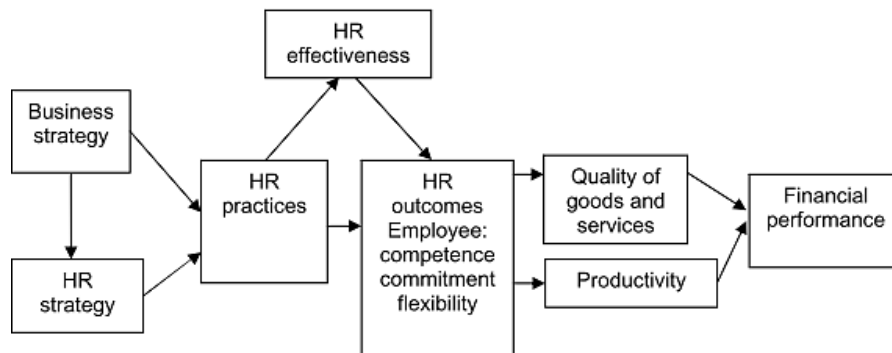 HR
effectiveness
Business
strategy
HR
strategy
HR
practices
HR
outcomes
Employee:
competence
commitment
flexibility
Quality of
goods and
services
Productivity
Financial
performance